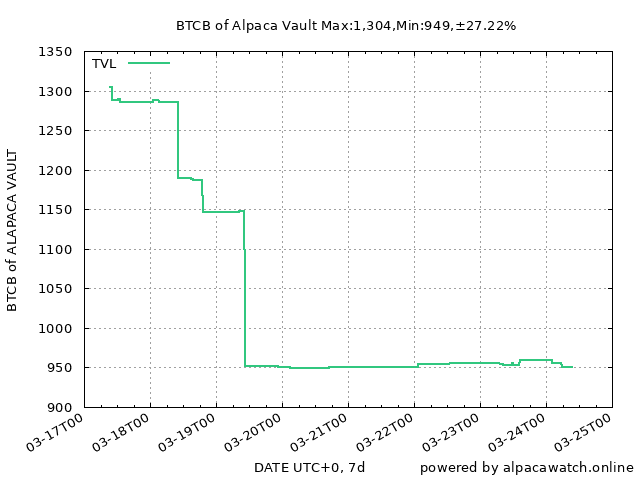 BTCB of Alpaca Vault Max:1,304,Min:949,±27.22%
TVL
1350
1300
1250
1200
1150
1100
1050
1000
950
900
BTCB of ALAPACA VAULT
03-17T00
03-18T00
03-19T00
03-20T00
03-21T00
03-22T00
03-23T00
03-24T00
03-25T00
DATE UTC+0, 7d
powered by alpacawatch.online